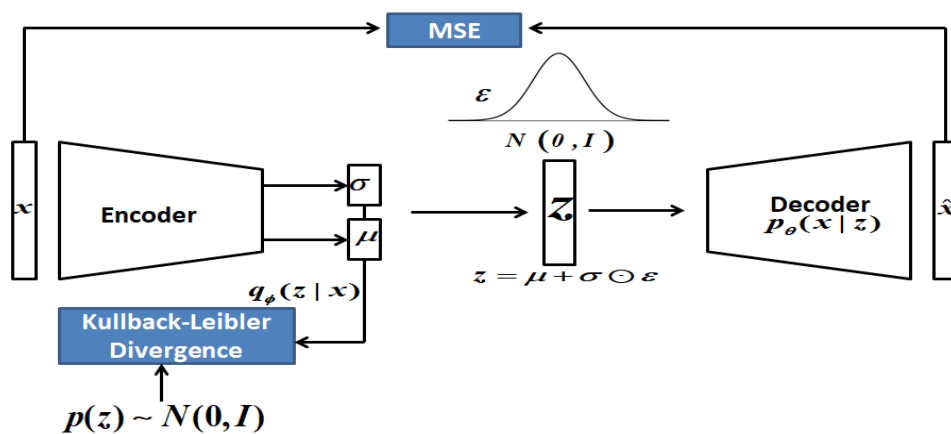 MSE
ε
N (0, I)
x
Encoder
σ
μ
z
Decoder
p_θ(x | z)
x̂
z = μ + σ ⊙ ε
q_ϕ(z | x)
Kullback-Leibler
Divergence
p(z) ~ N(0, I)